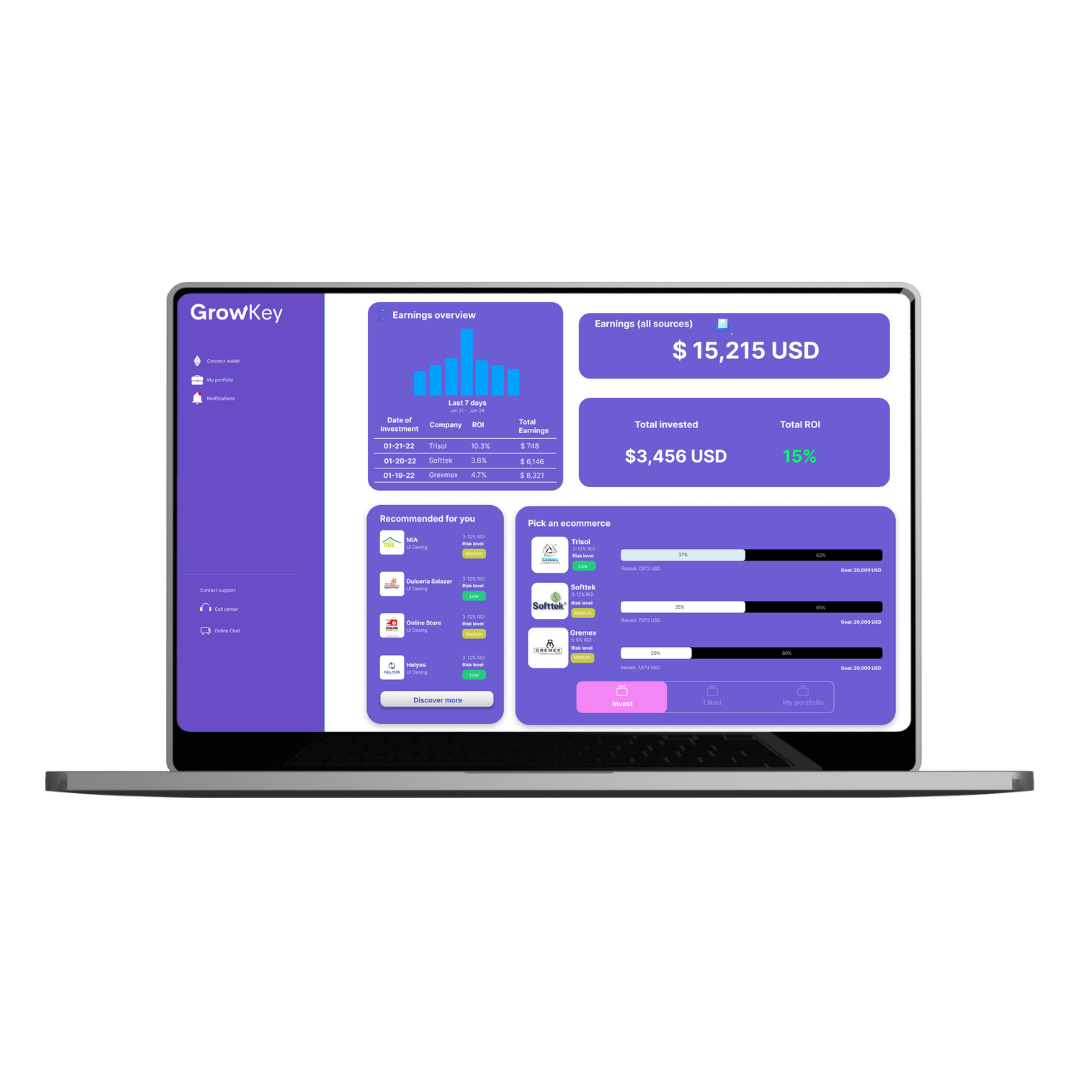 GrowKey
Connect wallet
My portfolio
Notifications
Contact support
Call center
Online Chat
Earnings overview
Last 7 days
Jan 21 - Jan 28
Date of investment Company ROI Total Earnings
01-21-22 Trisol 10.3% $ 748
01-20-22 Softtek 3.6% $ 6,146
01-19-22 Grexmex 4.7% $ 8,321
Earnings (all sources)
$ 15,215 USD
Total invested Total ROI
$3,456 USD 15%
Recommended for you
MIA
UI Desing
3-12% ROI
Risk level
Medium
Dulceria Salazar
UI Desing
3-12% ROI
Risk level
Low
Online Store
UI Desing
3-12% ROI
Risk level
Medium
Helyos
UI Desing
3-12% ROI
Risk level
Low
Discover more
Pick an ecommerce
TRISOL
Trisol
3-12% ROI
Risk level
Low
37% 63%
Raised: 7,073 USD Goal: 20,000 USD
Softtek
Softtek
3-12% ROI
Risk level
Medium
35% 65%
Raised: 7,073 USD Goal: 20,000 USD
GREMEX
Gremex
5-6% ROI
Risk level
Medium
20% 80%
Raised: 7,673 USD Goal: 20,000 USD
Invest Liked My portfolio